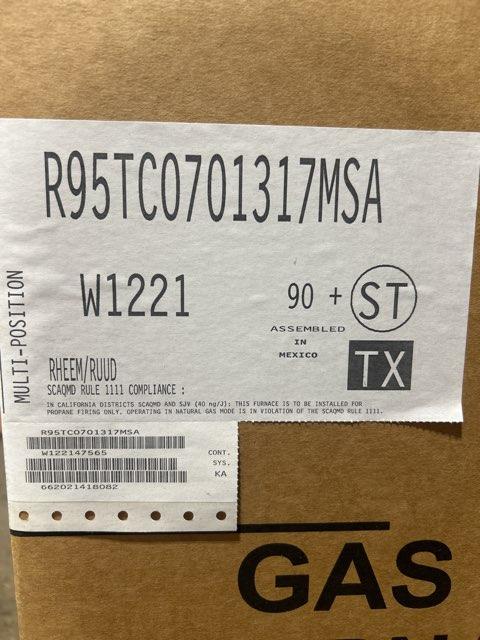 R95TC0701317MSA
W1221
90 + ST
ASSEMBLED
IN
MEXICO
TX
MULTI-POSITION
RHEEM/RUUD
SCAQMD RULE 1111 COMPLIANCE :
IN CALIFORNIA DISTRICTS SCAQMD AND SJV (40 ng/J): THIS FURNACE IS TO BE INSTALLED FOR
PROPANE FIRING ONLY. OPERATING IN NATURAL GAS MODE IS IN VIOLATION OF THE SCAQMD RULE 1111.
R95TC0701317MSA
W122147565
CONT.
SYS.
KA
662021418082
GAS